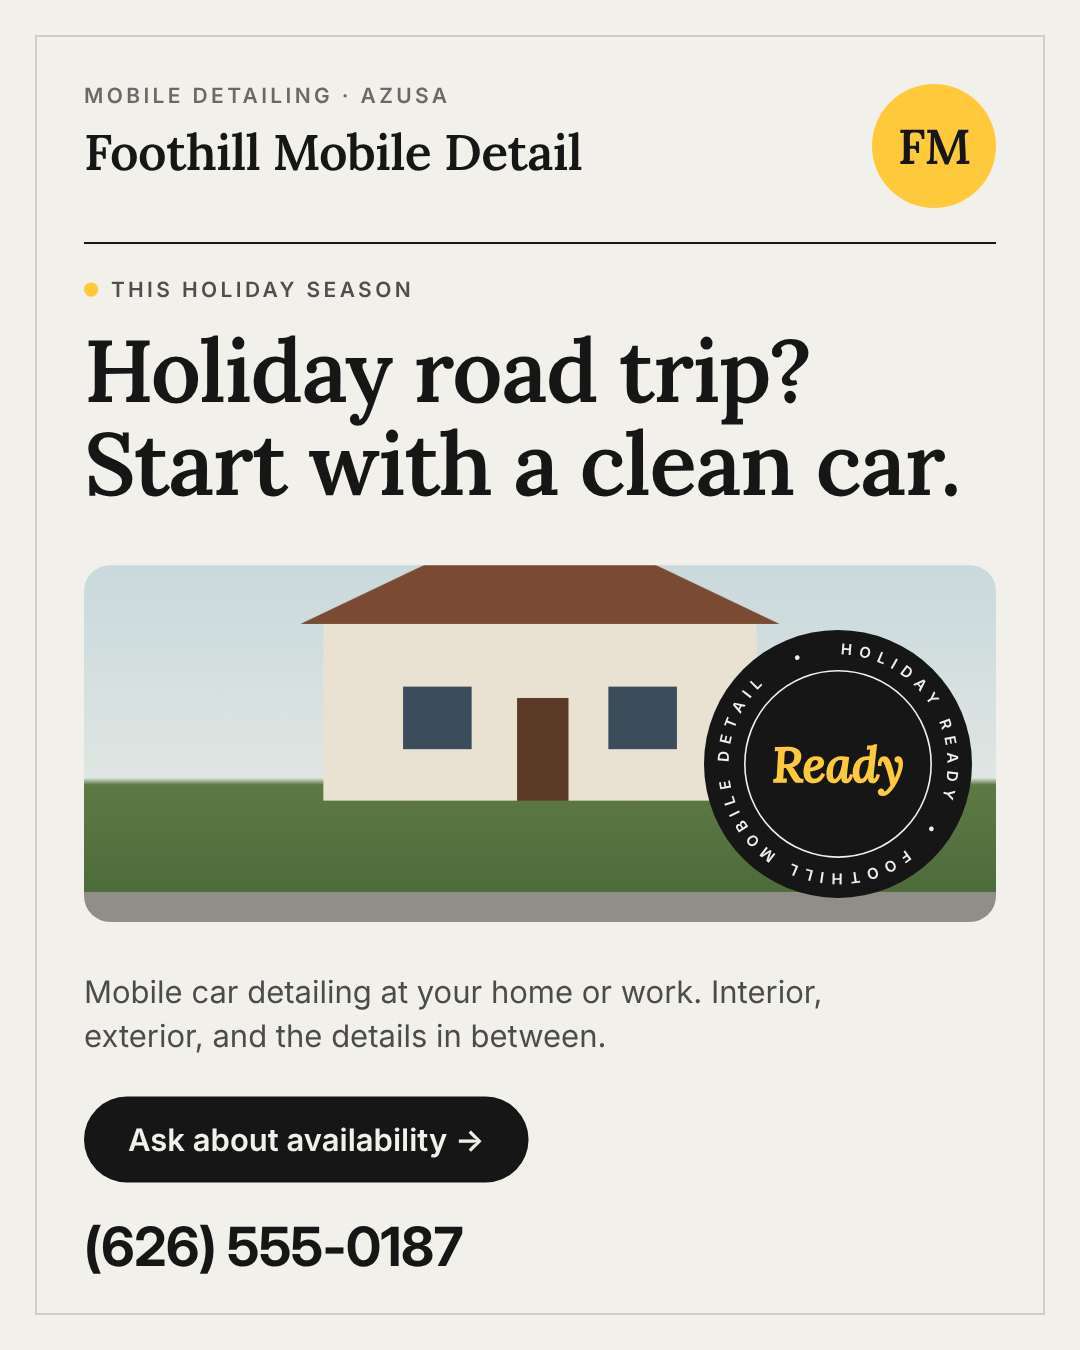 MOBILE DETAILING · AZUSA
Foothill Mobile Detail
FM
THIS HOLIDAY SEASON
Holiday road trip?
Start with a clean car.
HOLIDAY READY • FOOTHILL MOBILE DETAIL •
Ready
Mobile car detailing at your home or work. Interior,
exterior, and the details in between.
Ask about availability →
(626) 555-0187